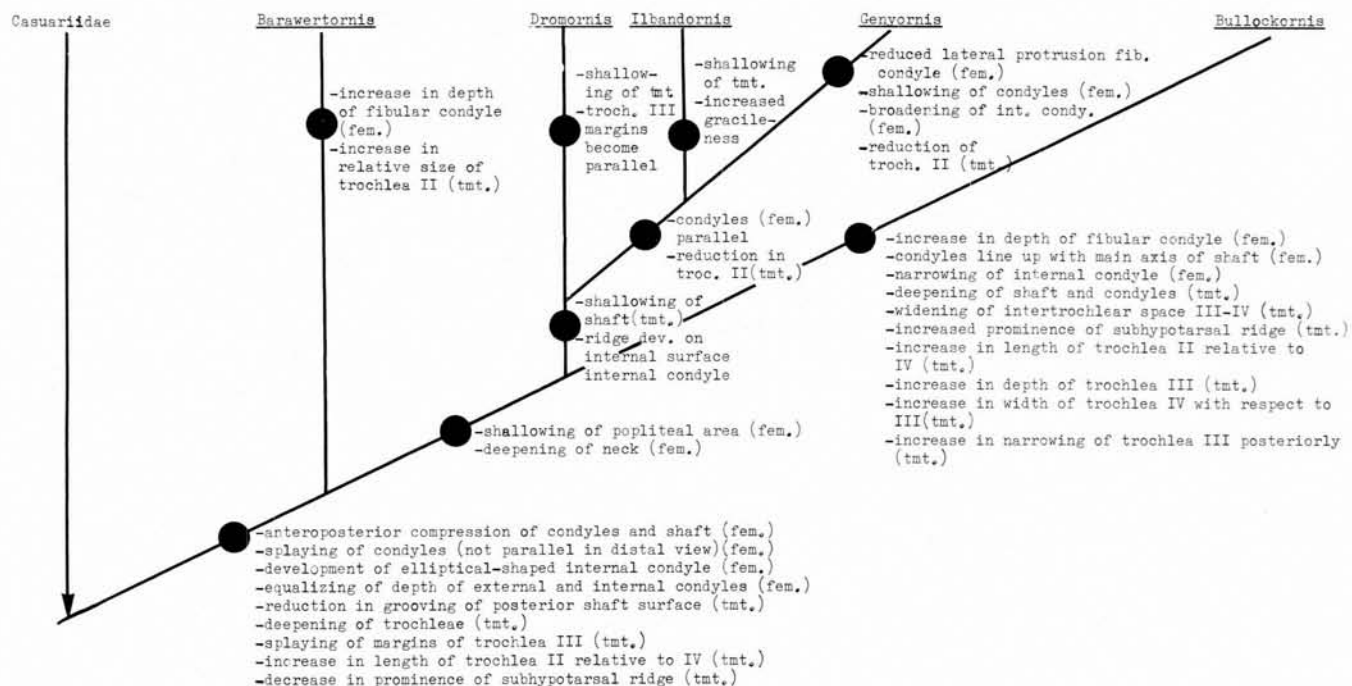 Casuariidae
Barawertornis
Dromornis
Ilbandornis
Genyornis
Bullockornis
-increase in depth
of fibular condyle
(fem.)
-increase in
relative size of
trochlea II (tmt.)
-shallow-
ing of tmt
-troch. III
margins
become
parallel
-shallowing
of tmt.
-increased
gracile-
ness
-reduced lateral protrusion fib.
condyle (fem.)
-shallowing of condyles (fem.)
-broadering of int. condy.
(fem.)
-reduction of
troch. II (tmt.)
-condyles (fem.)
parallel
-reduction in
troc. II(tmt.)
-increase in depth of fibular condyle (fem.)
-condyles line up with main axis of shaft (fem.)
-narrowing of internal condyle (fem.)
-deepening of shaft and condyles (tmt.)
-widening of intertrochlear space III-IV (tmt.)
-increased prominence of subhypotarsal ridge (tmt.)
-increase in length of trochlea II relative to
IV (tmt.)
-increase in depth of trochlea III (tmt.)
-increase in width of trochlea IV with respect to
III(tmt.)
-increase in narrowing of trochlea III posteriorly
(tmt.)
-shallowing of
shaft(tmt.)
-ridge dev. on
internal surface
internal condyle
-shallowing of popliteal area (fem.)
-deepening of neck (fem.)
-anteroposterior compression of condyles and shaft (fem.)
-splaying of condyles (not parallel in distal view)(fem.)
-development of elliptical-shaped internal condyle (fem.)
-equalizing of depth of external and internal condyles (fem.)
-reduction in grooving of posterior shaft surface (tmt.)
-deepening of trochleae (tmt.)
-splaying of margins of trochlea III (tmt.)
-increase in length of trochlea II relative to IV (tmt.)
-decrease in prominence of subhypotarsal ridge (tmt.)